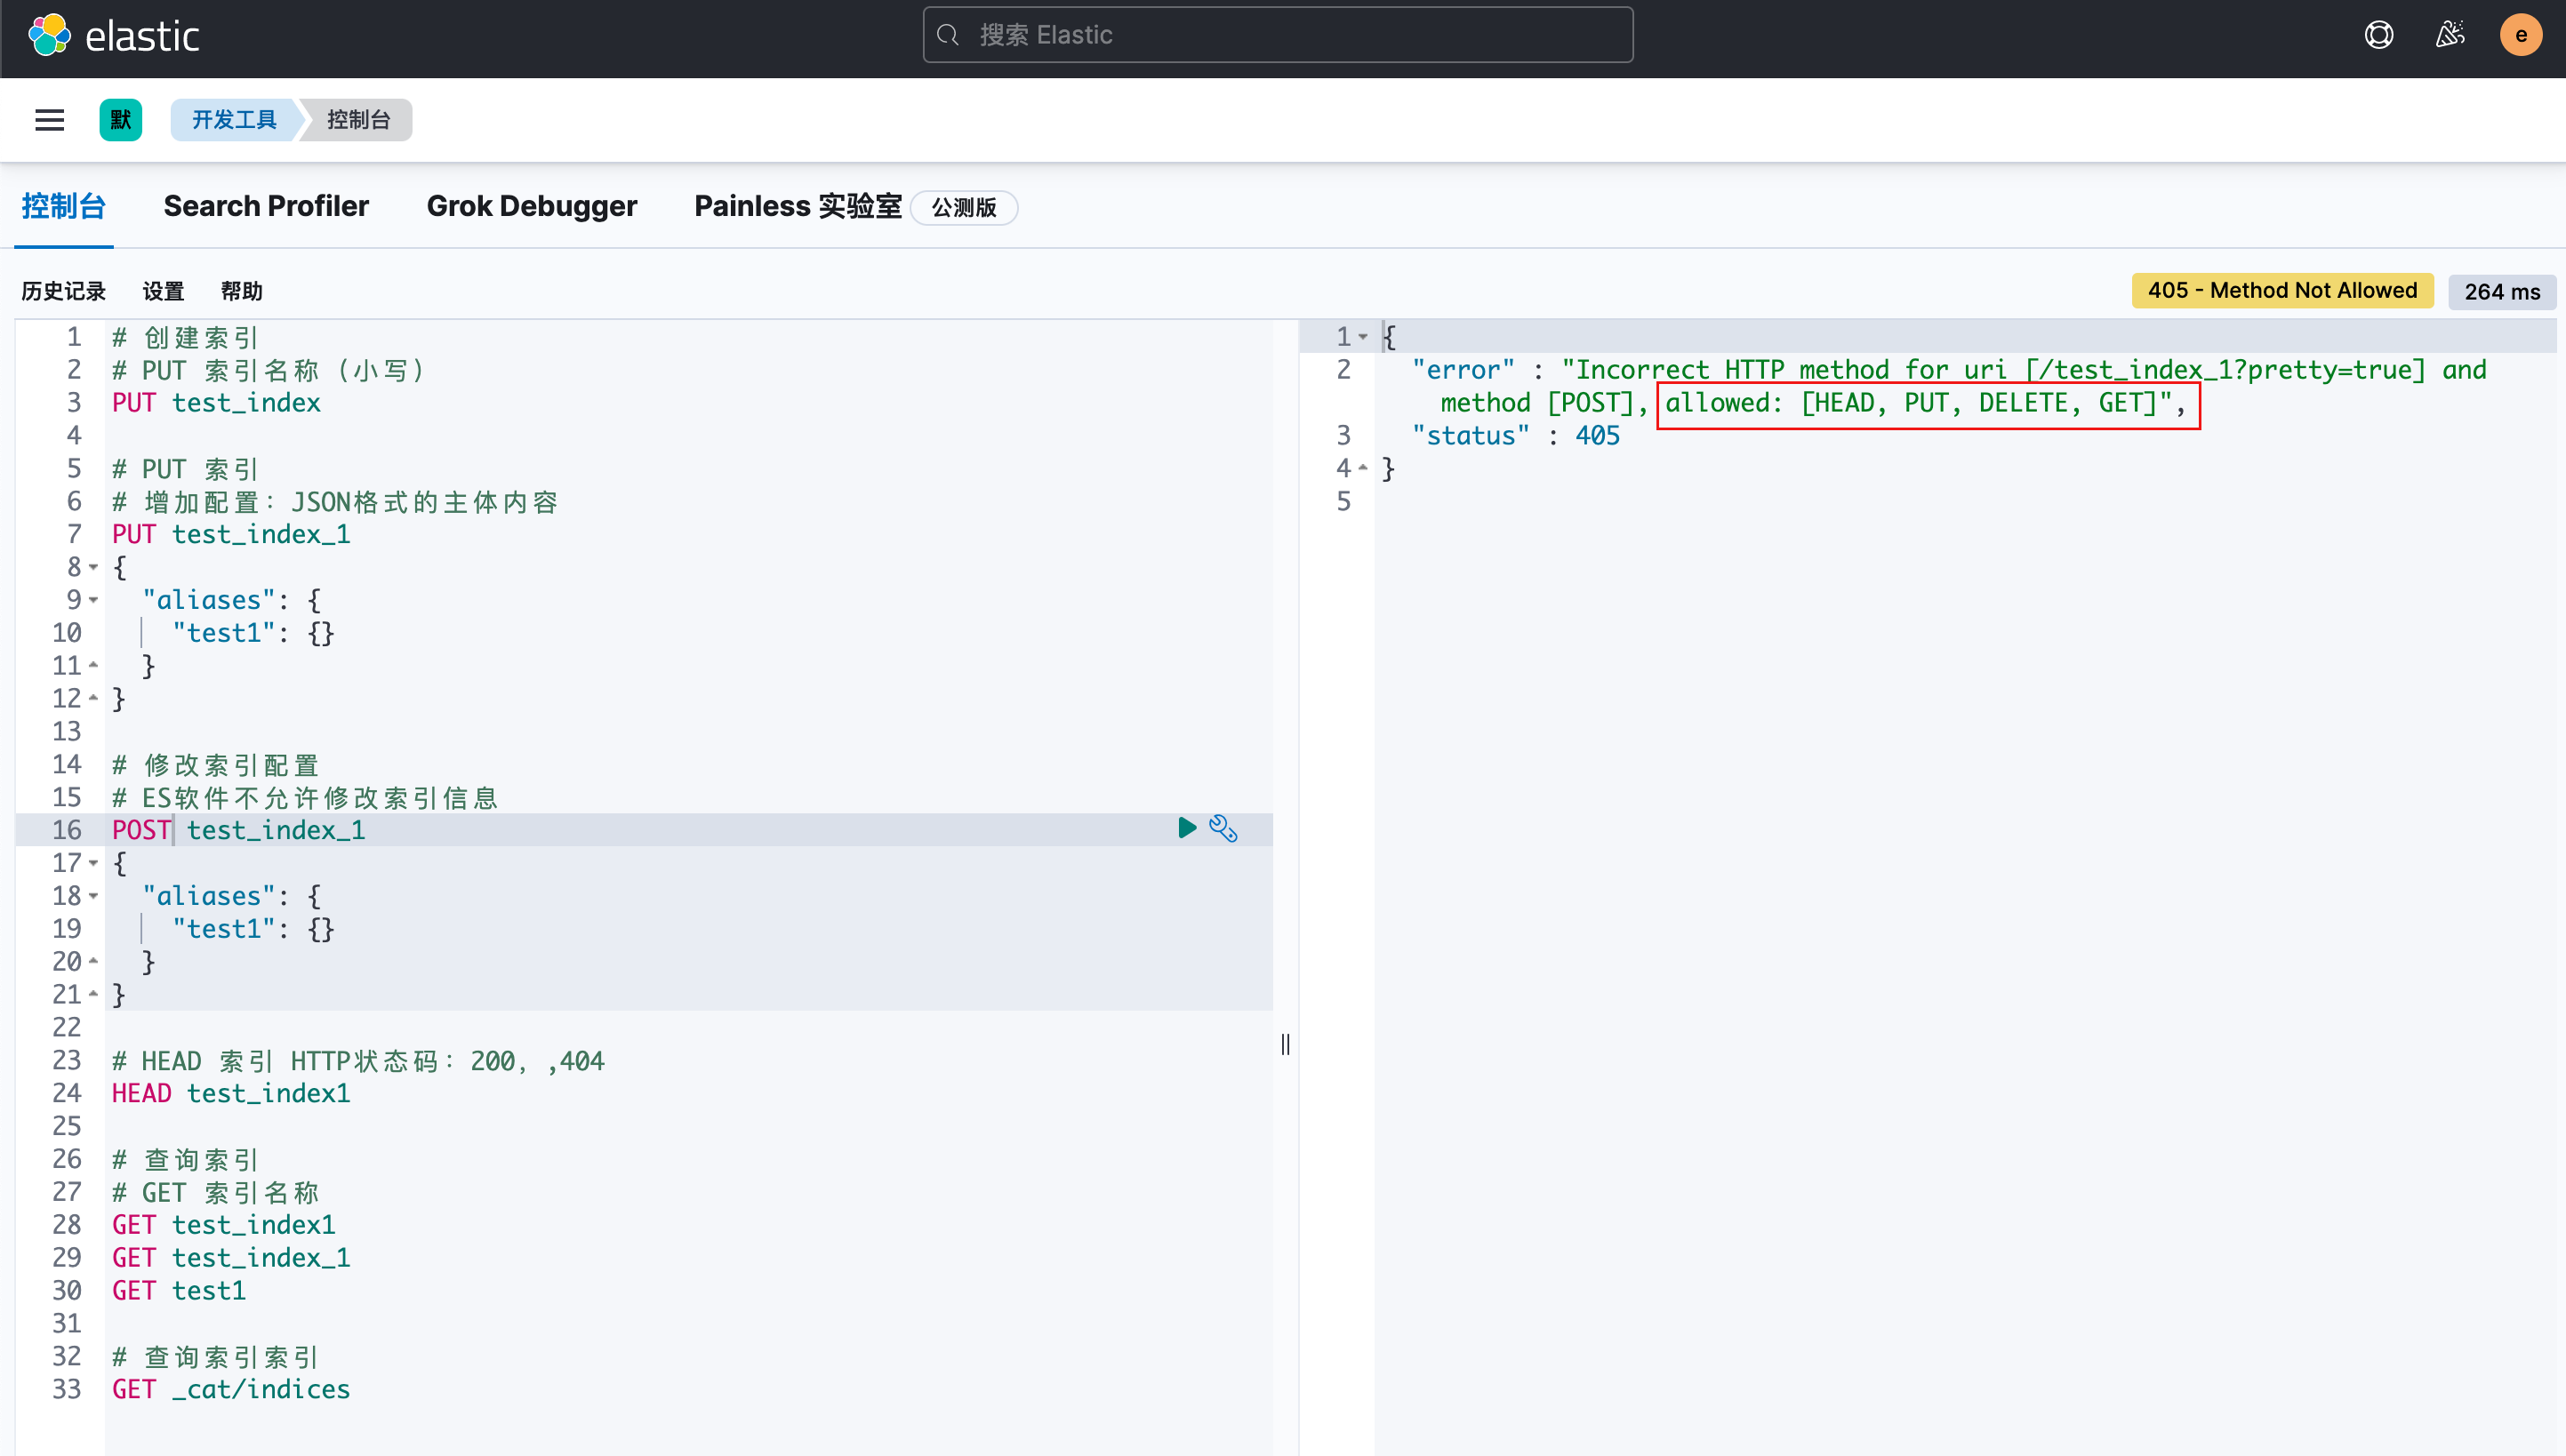 elastic
搜索 Elastic
e
默
开发工具
控制台
控制台
Search Profiler
Grok Debugger
Painless 实验室
公测版
历史记录
设置
帮助
405 - Method Not Allowed
264 ms
1 # 创建索引
2 # PUT 索引名称（小写）
3 PUT test_index
4
5 # PUT 索引
6 # 增加配置：JSON格式的主体内容
7 PUT test_index_1
8 {
9 "aliases": {
10 "test1": {}
11 }
12 }
13
14 # 修改索引配置
15 # ES软件不允许修改索引信息
16 POST test_index_1
17 {
18 "aliases": {
19 "test1": {}
20 }
21 }
22
23 # HEAD 索引 HTTP状态码：200，,404
24 HEAD test_index1
25
26 # 查询索引
27 # GET 索引名称
28 GET test_index1
29 GET test_index_1
30 GET test1
31
32 # 查询索引索引
33 GET _cat/indices
1 {
2 "error" : "Incorrect HTTP method for uri [/test_index_1?pretty=true] and
method [POST], allowed: [HEAD, PUT, DELETE, GET]",
3 "status" : 405
4 }
5